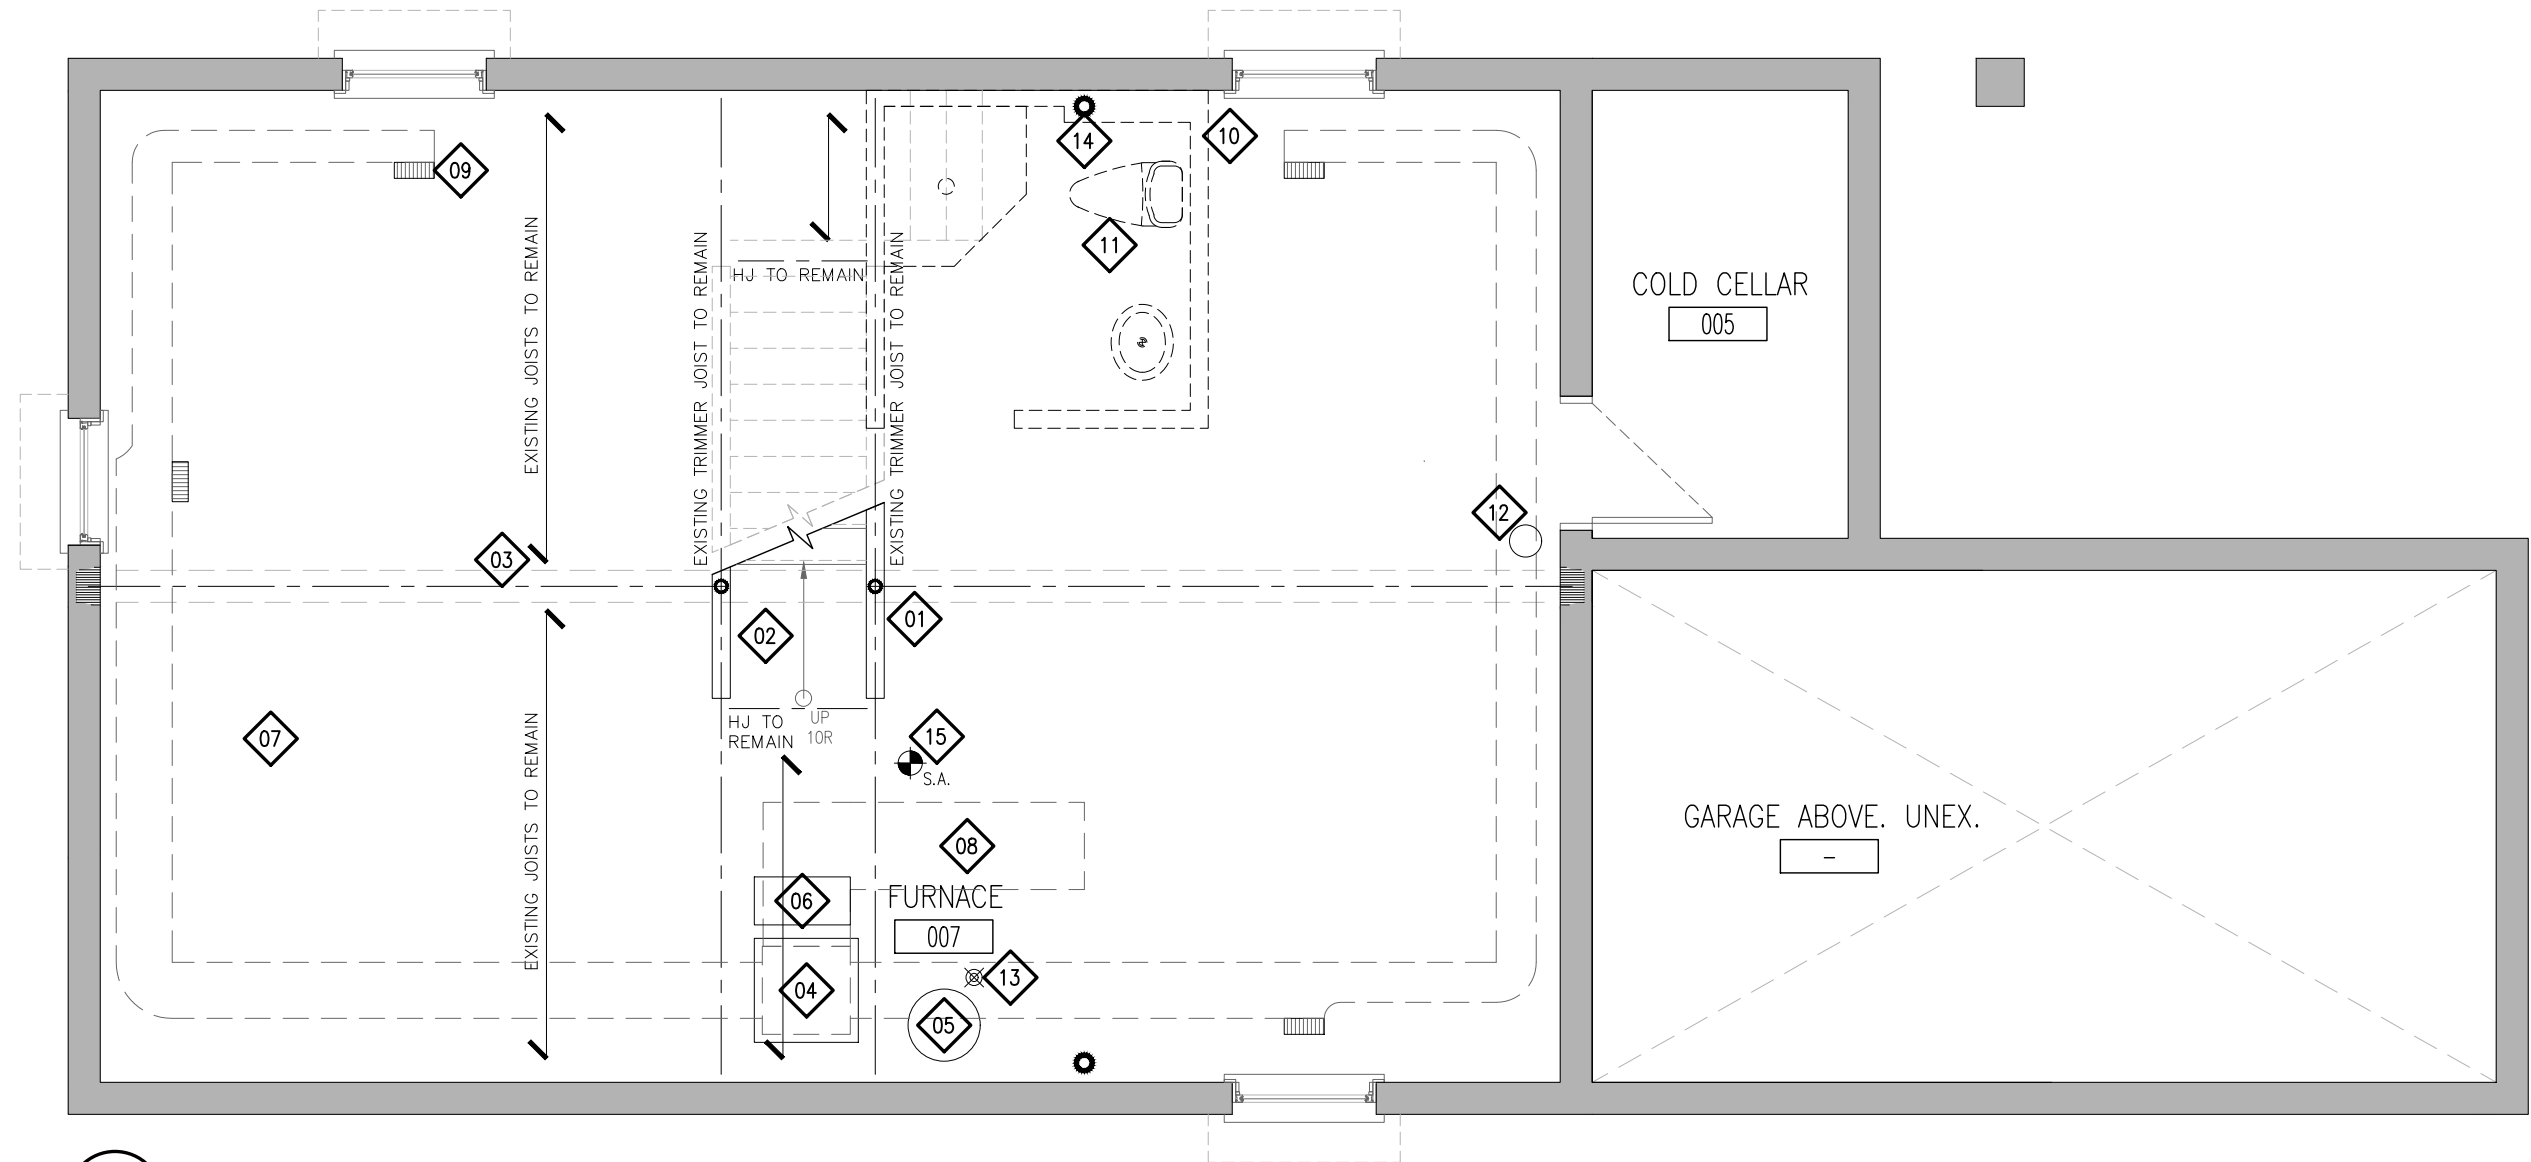 10
14
09
11
EXISTING JOISTS TO REMAIN
EXISTING TRIMMER JOIST TO REMAIN
HJ TO REMAIN
EXISTING TRIMMER JOIST TO REMAIN
COLD CELLAR
005
12
03
01
02
UP
10R
HJ TO
REMAIN
15
S.A.
07
EXISTING JOISTS TO REMAIN
08
GARAGE ABOVE. UNEX.
–
06
FURNACE
007
04
13
05